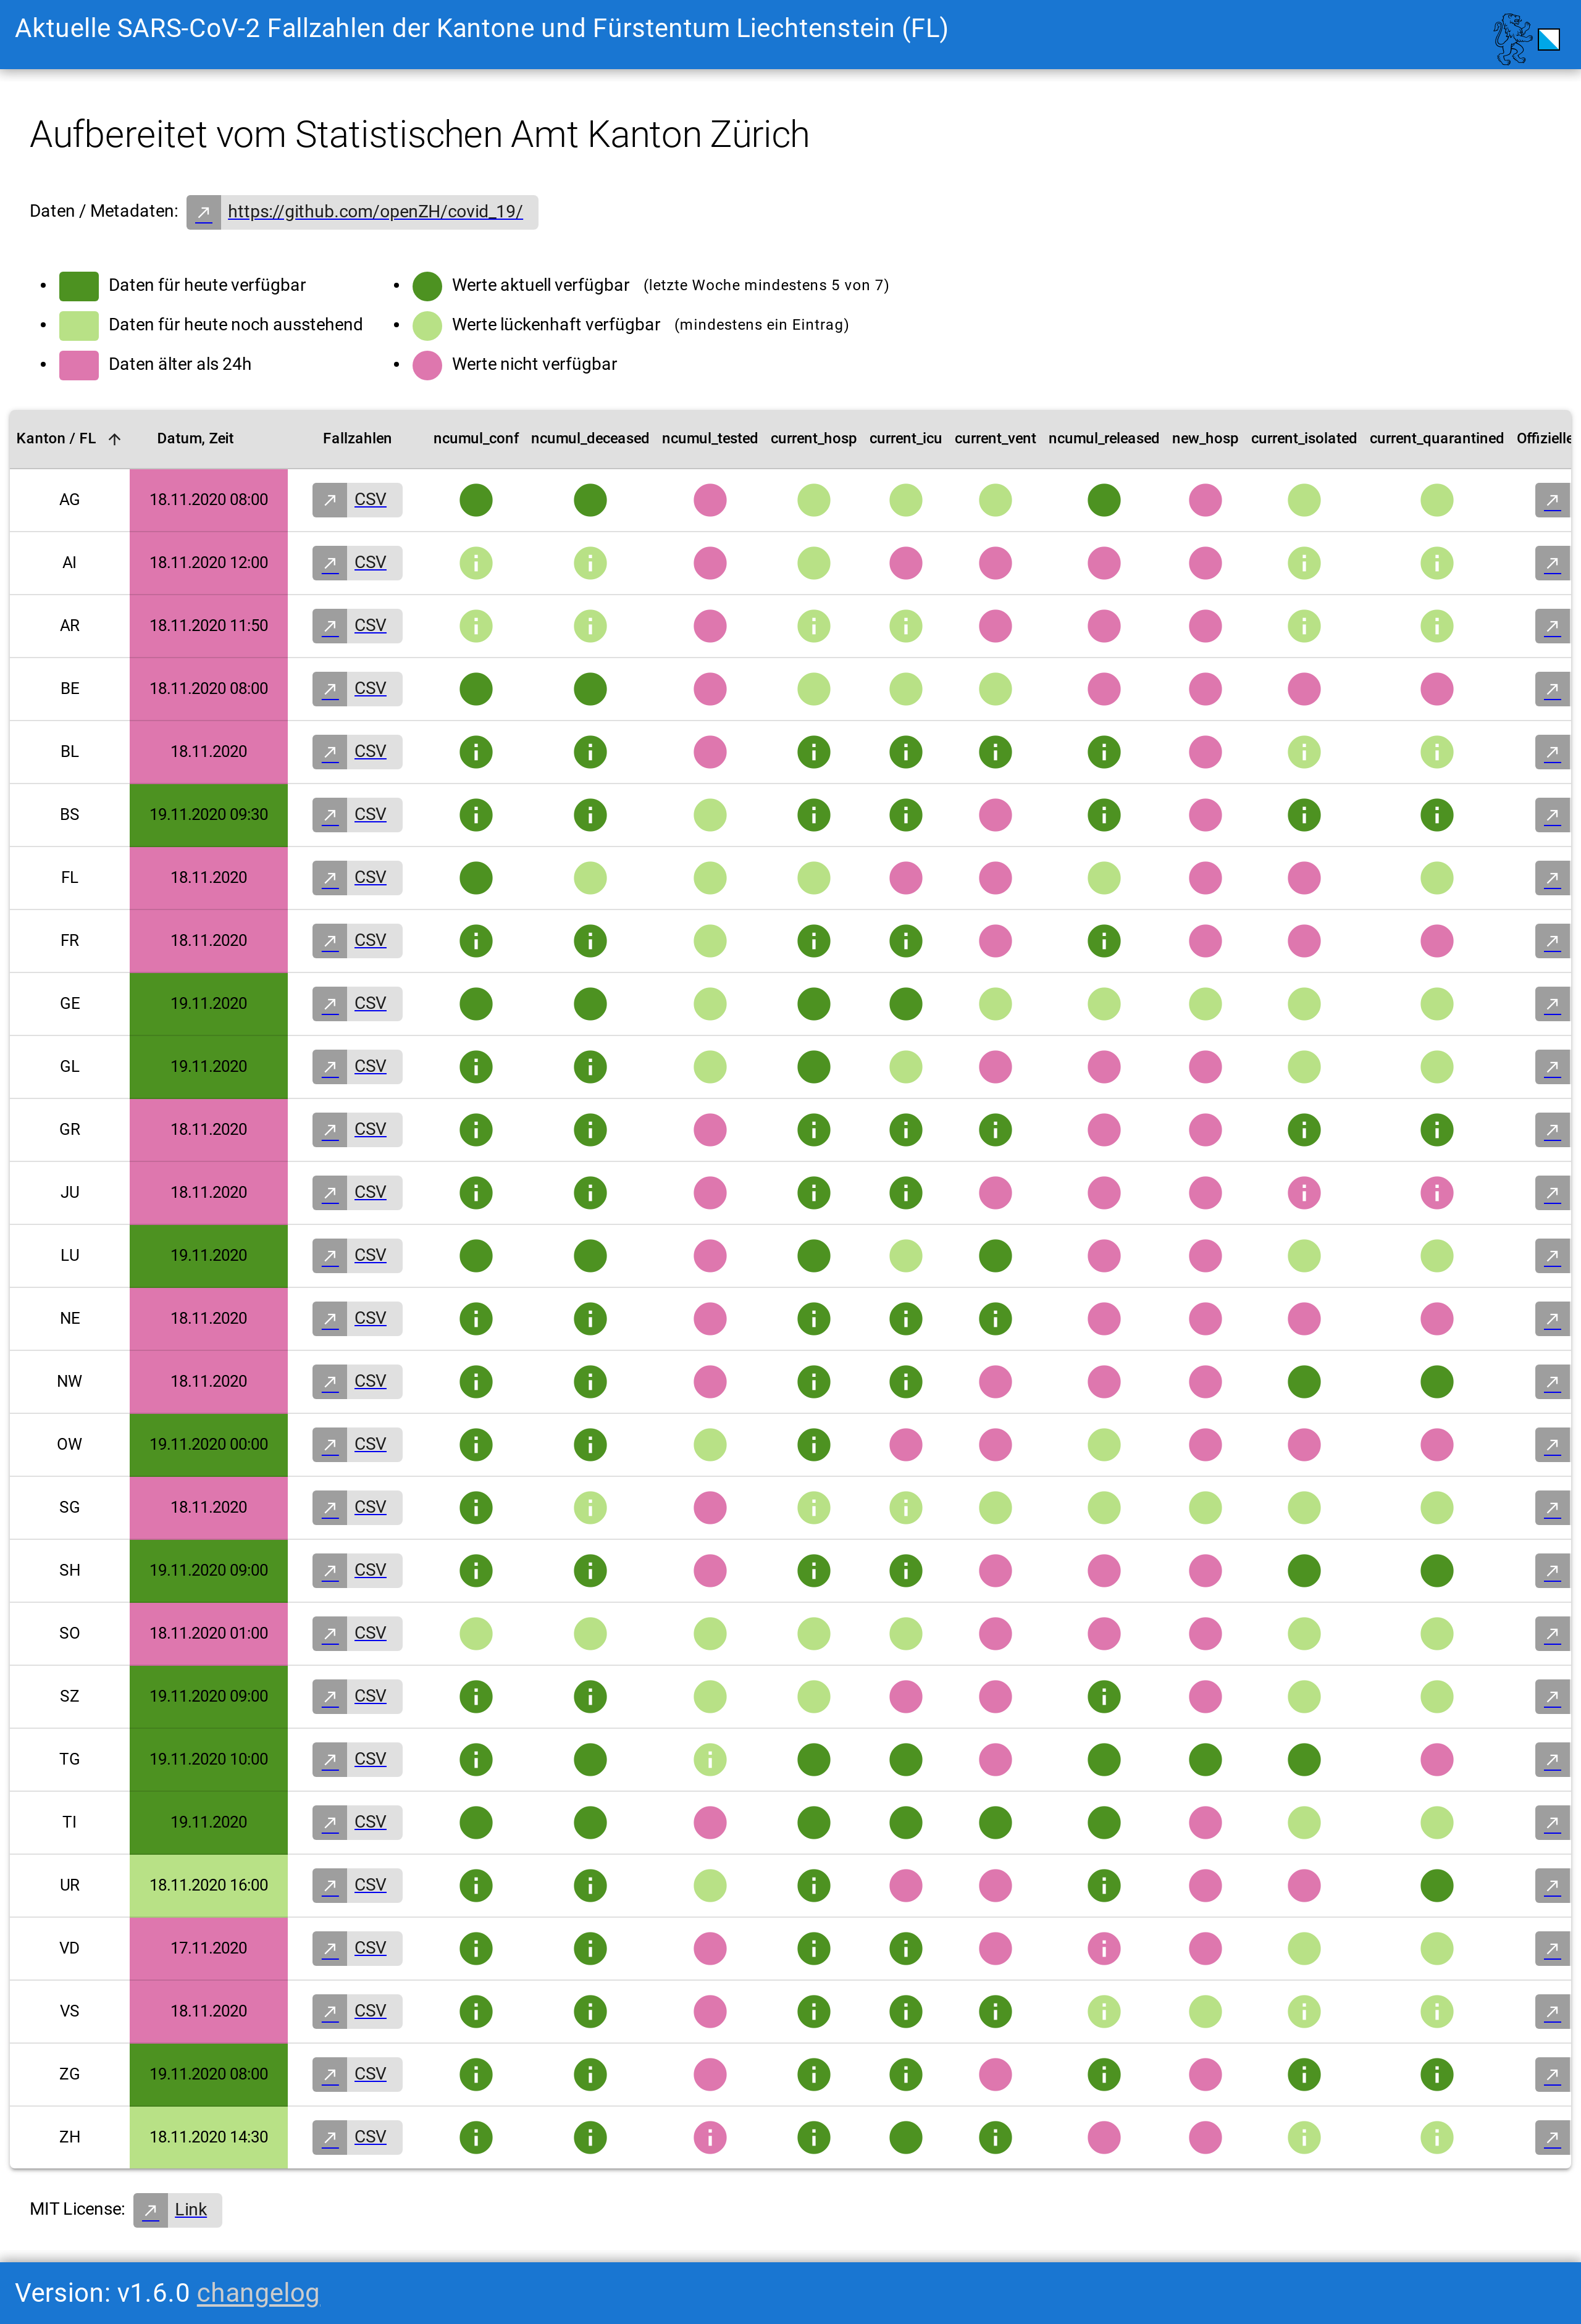 Aktuelle SARS-CoV-2 Fallzahlen der Kantone und Fürstentum Liechtenstein (FL)
Aufbereitet vom Statistischen Amt Kanton Zürich
Daten / Metadaten: https://github.com/openZH/covid_19/
Daten für heute verfügbar
Daten für heute noch ausstehend
Daten älter als 24h
Werte aktuell verfügbar (letzte Woche mindestens 5 von 7)
Werte lückenhaft verfügbar (mindestens ein Eintrag)
Werte nicht verfügbar
Kanton / FL Datum, Zeit Fallzahlen ncumul_conf ncumul_deceased ncumul_tested current_hosp current_icu current_vent ncumul_released new_hosp current_isolated current_quarantined Offizielle
AG 18.11.2020 08:00 CSV
AI 18.11.2020 12:00 CSV
AR 18.11.2020 11:50 CSV
BE 18.11.2020 08:00 CSV
BL 18.11.2020 CSV
BS 19.11.2020 09:30 CSV
FL 18.11.2020 CSV
FR 18.11.2020 CSV
GE 19.11.2020 CSV
GL 19.11.2020 CSV
GR 18.11.2020 CSV
JU 18.11.2020 CSV
LU 19.11.2020 CSV
NE 18.11.2020 CSV
NW 18.11.2020 CSV
OW 19.11.2020 00:00 CSV
SG 18.11.2020 CSV
SH 19.11.2020 09:00 CSV
SO 18.11.2020 01:00 CSV
SZ 19.11.2020 09:00 CSV
TG 19.11.2020 10:00 CSV
TI 19.11.2020 CSV
UR 18.11.2020 16:00 CSV
VD 17.11.2020 CSV
VS 18.11.2020 CSV
ZG 19.11.2020 08:00 CSV
ZH 18.11.2020 14:30 CSV
MIT License: Link
Version: v1.6.0 changelog